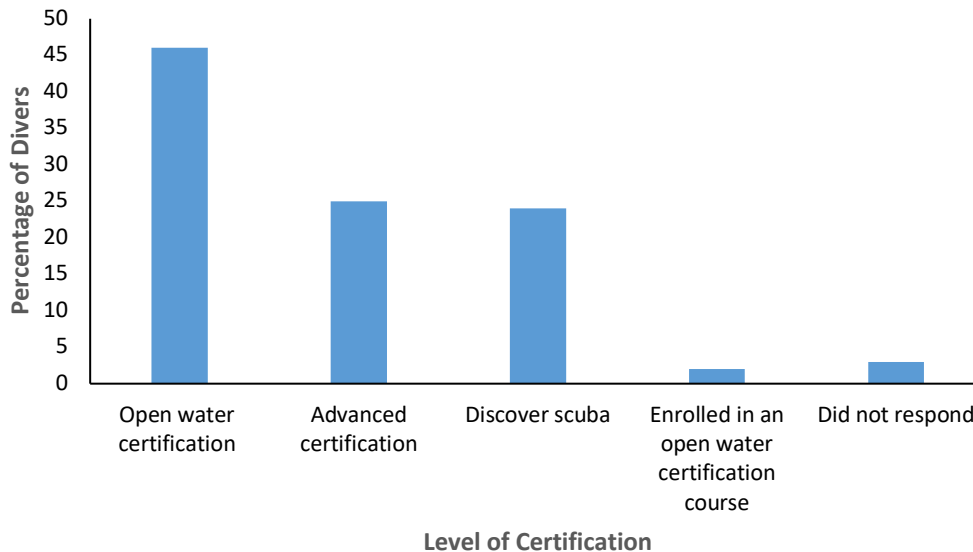 50
45
40
35
30
25
20
15
10
5
0
Percentage of Divers
Open water
certification
Advanced
certification
Discover scuba
Enrolled in an
open water
certification
course
Did not respond
Level of Certification